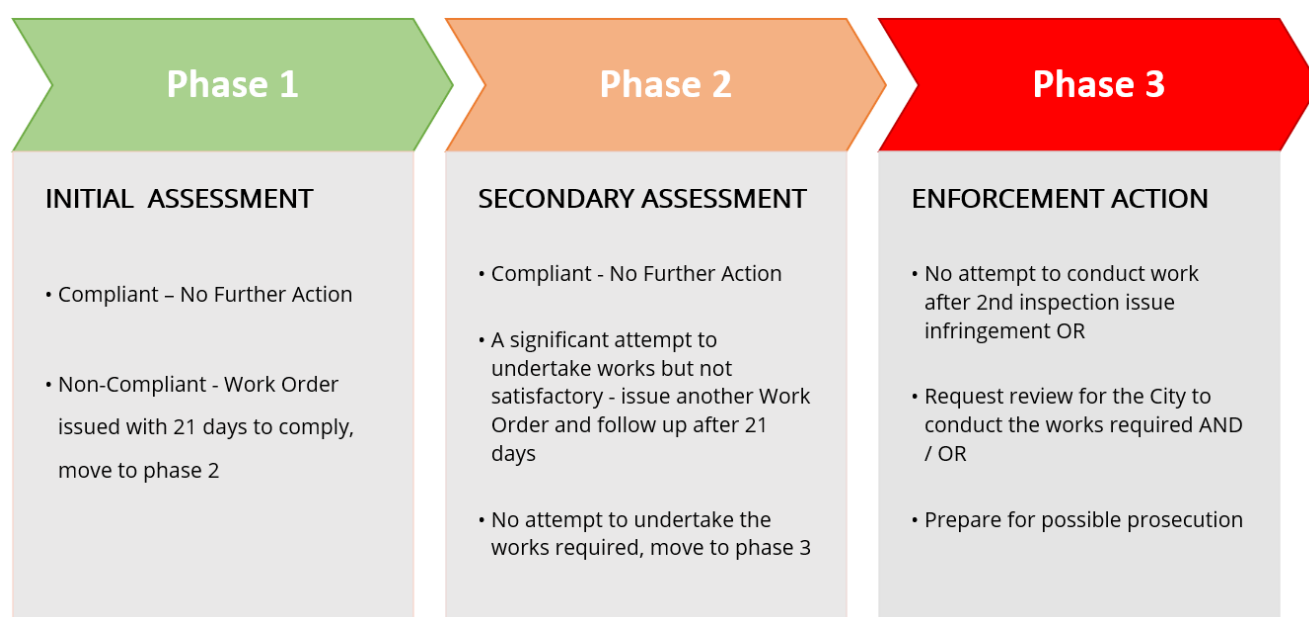 Phase 1
INITIAL  ASSESSMENT
• Compliant – No Further Action
• Non-Compliant - Work Order
issued with 21 days to comply,
move to phase 2
Phase 2
SECONDARY ASSESSMENT
• Compliant - No Further Action
• A significant attempt to
undertake works but not
satisfactory - issue another Work
Order and follow up after 21
days
• No attempt to undertake the
works required, move to phase 3
Phase 3
ENFORCEMENT ACTION
• No attempt to conduct work
after 2nd inspection issue
infringement OR
• Request review for the City to
conduct the works required AND
/ OR
• Prepare for possible prosecution